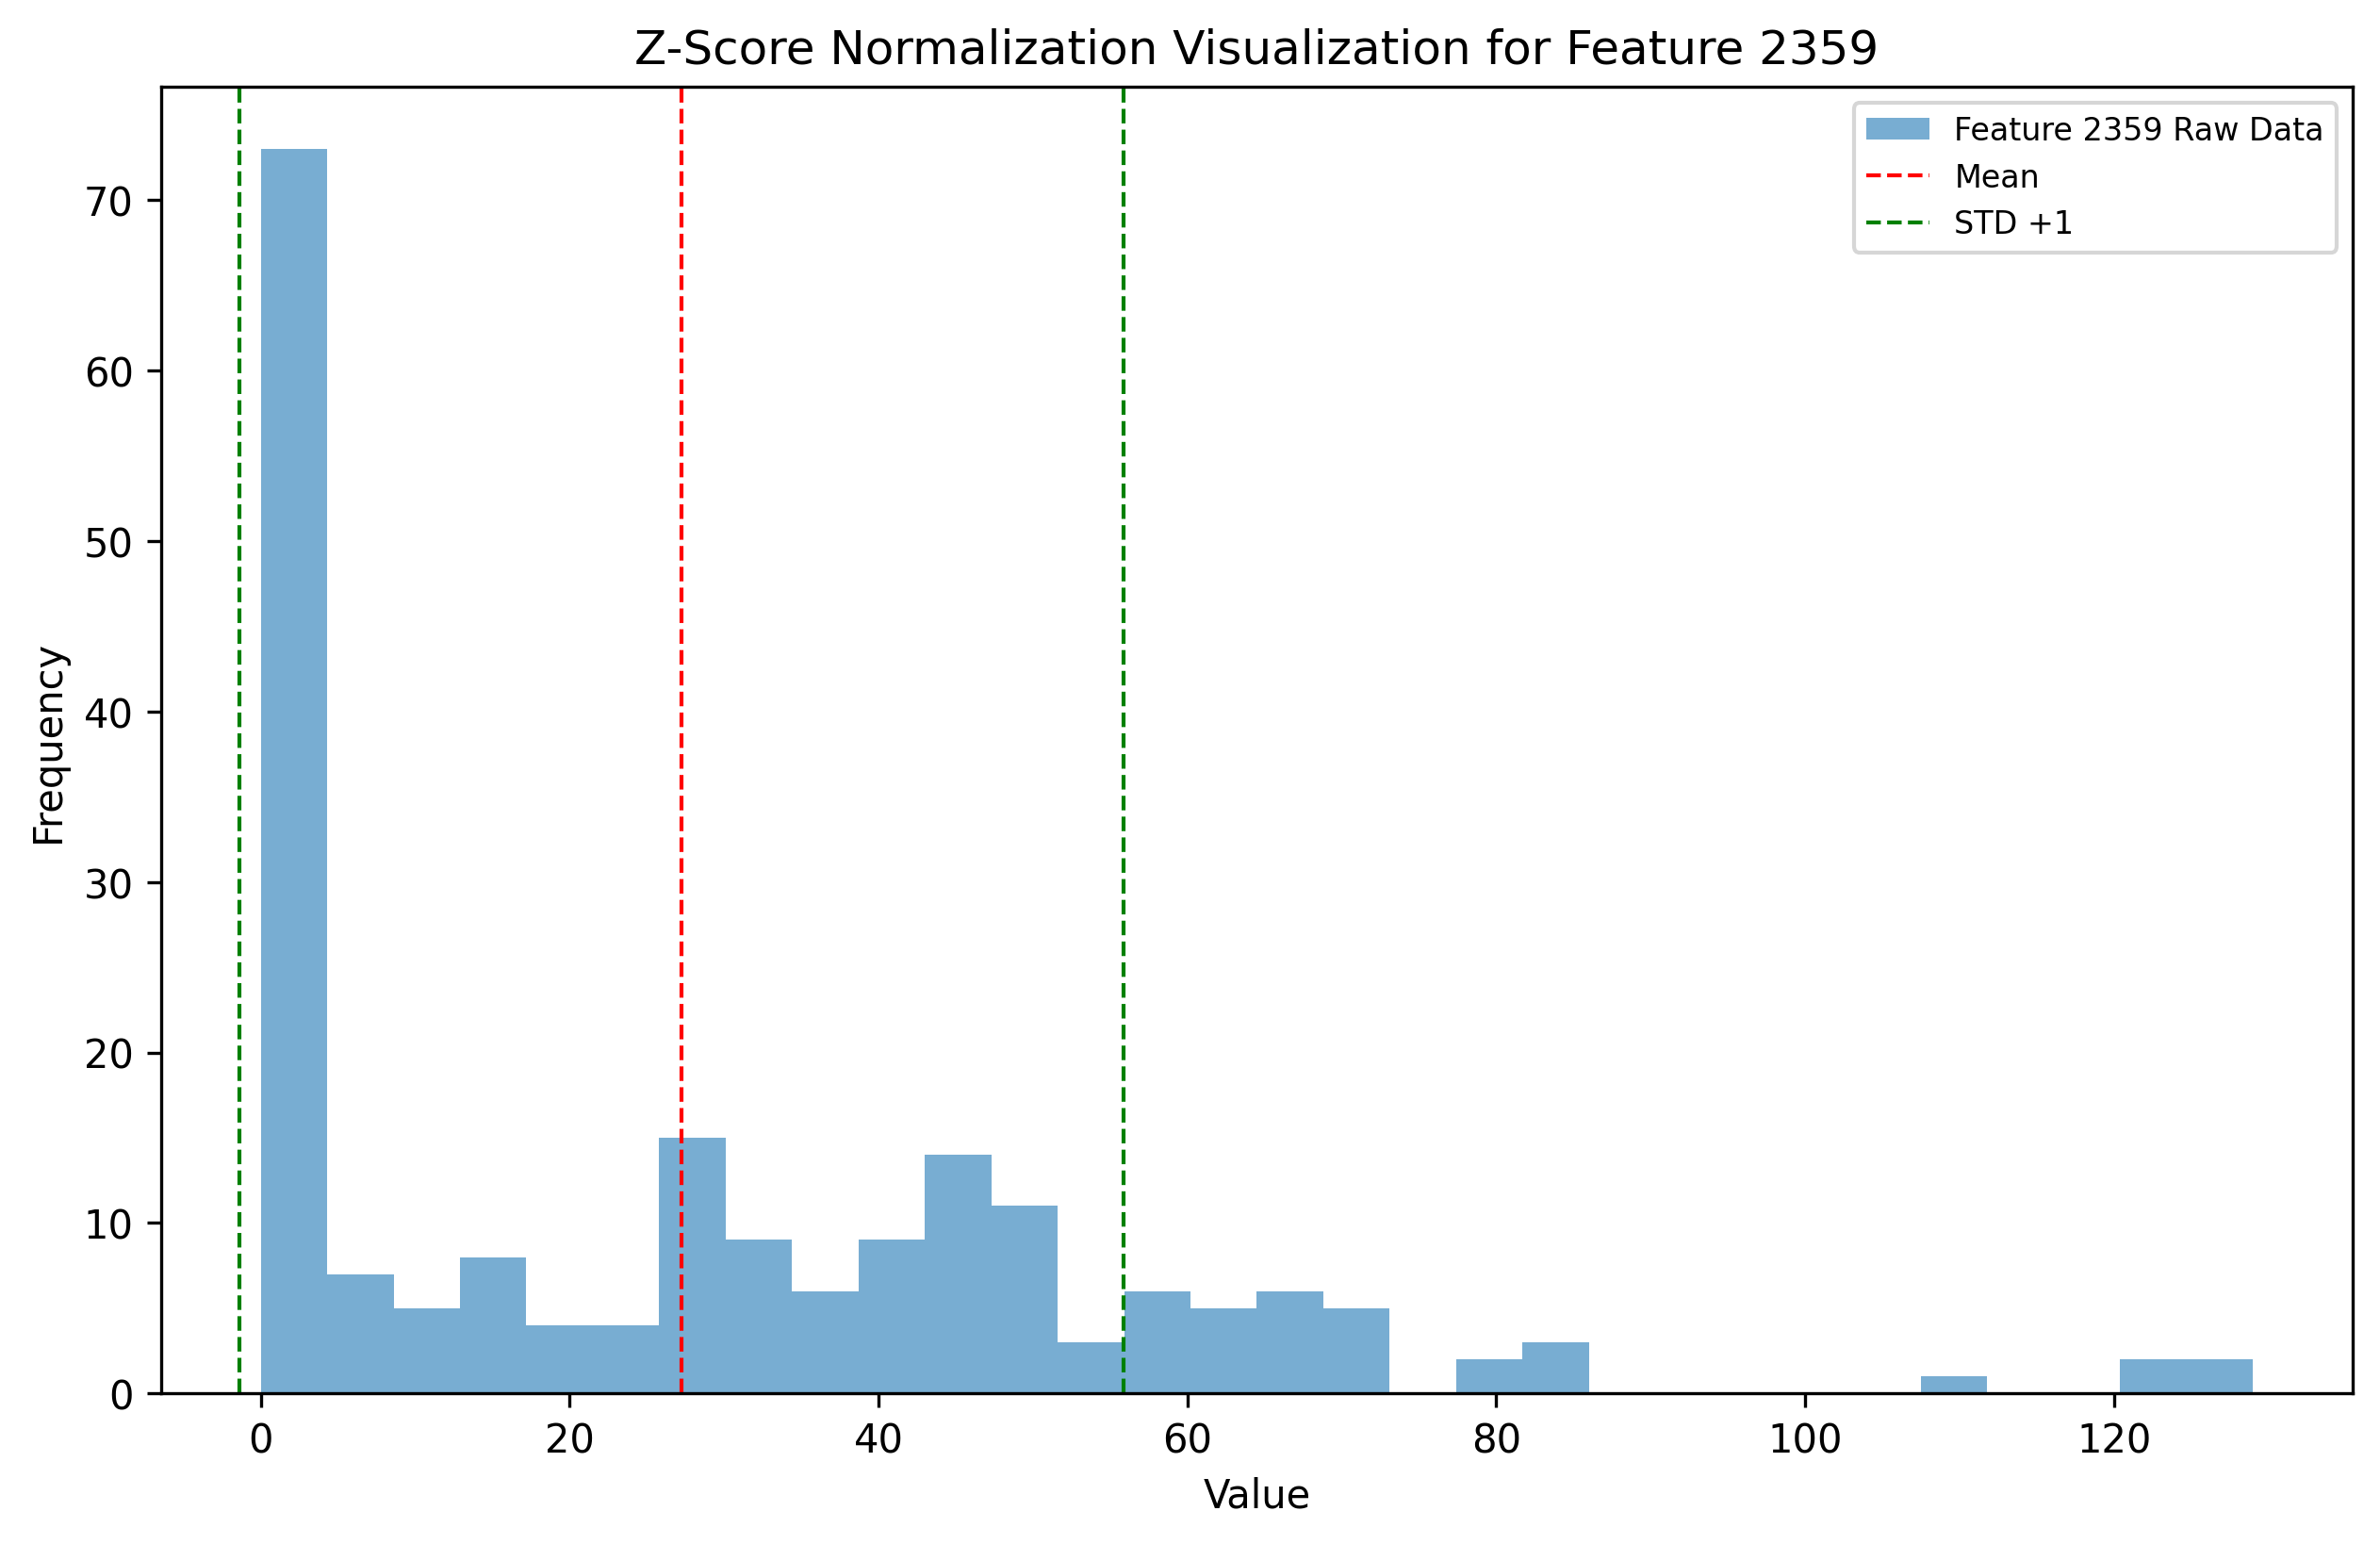 Z-Score Normalization Visualization for Feature 2359
Feature 2359 Raw Data
Mean
STD +1
Frequency
70
60
50
40
30
20
10
0
0 20 40 60 80 100 120
Value